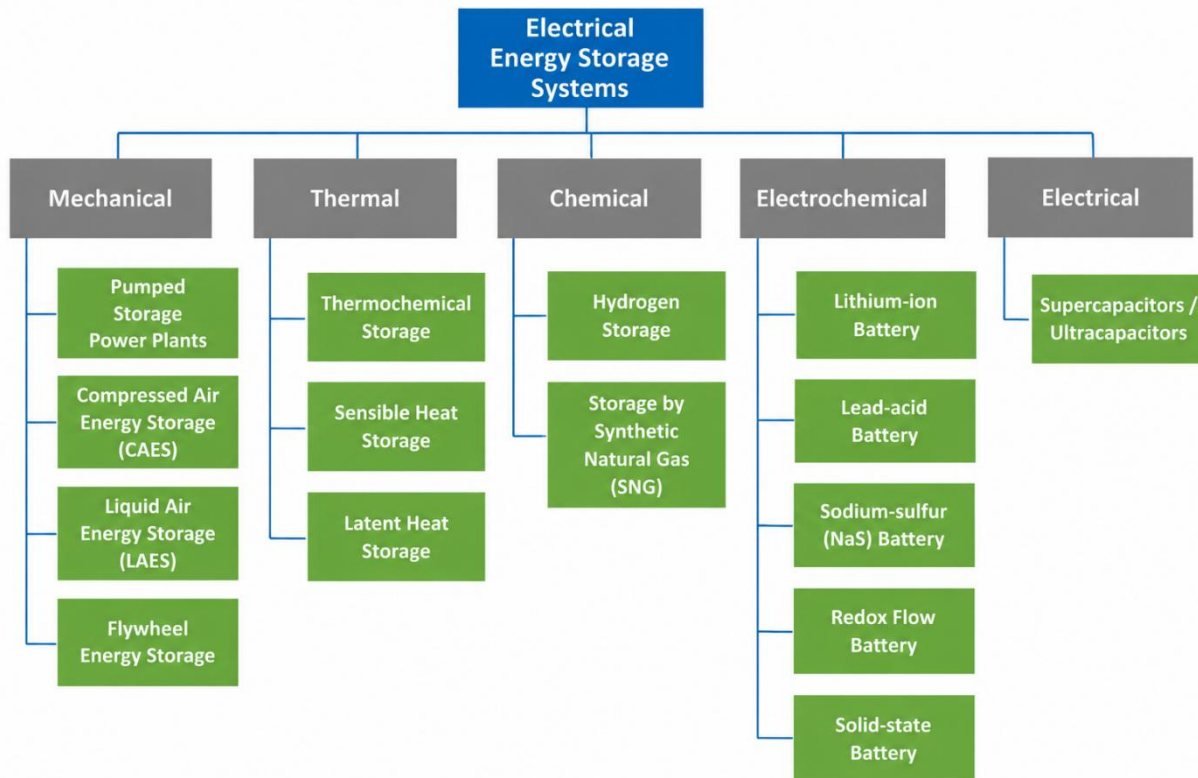 Electrical
Energy Storage
Systems
Mechanical
Thermal
Chemical
Electrochemical
Electrical
Pumped
Storage
Power Plants
Compressed Air
Energy Storage
(CAES)
Liquid Air
Energy Storage
(LAES)
Flywheel
Energy Storage
Thermochemical
Storage
Sensible Heat
Storage
Latent Heat
Storage
Hydrogen
Storage
Storage by
Synthetic
Natural Gas
(SNG)
Lithium-ion
Battery
Lead-acid
Battery
Sodium-sulfur
(NaS) Battery
Redox Flow
Battery
Solid-state
Battery
Supercapacitors /
Ultracapacitors